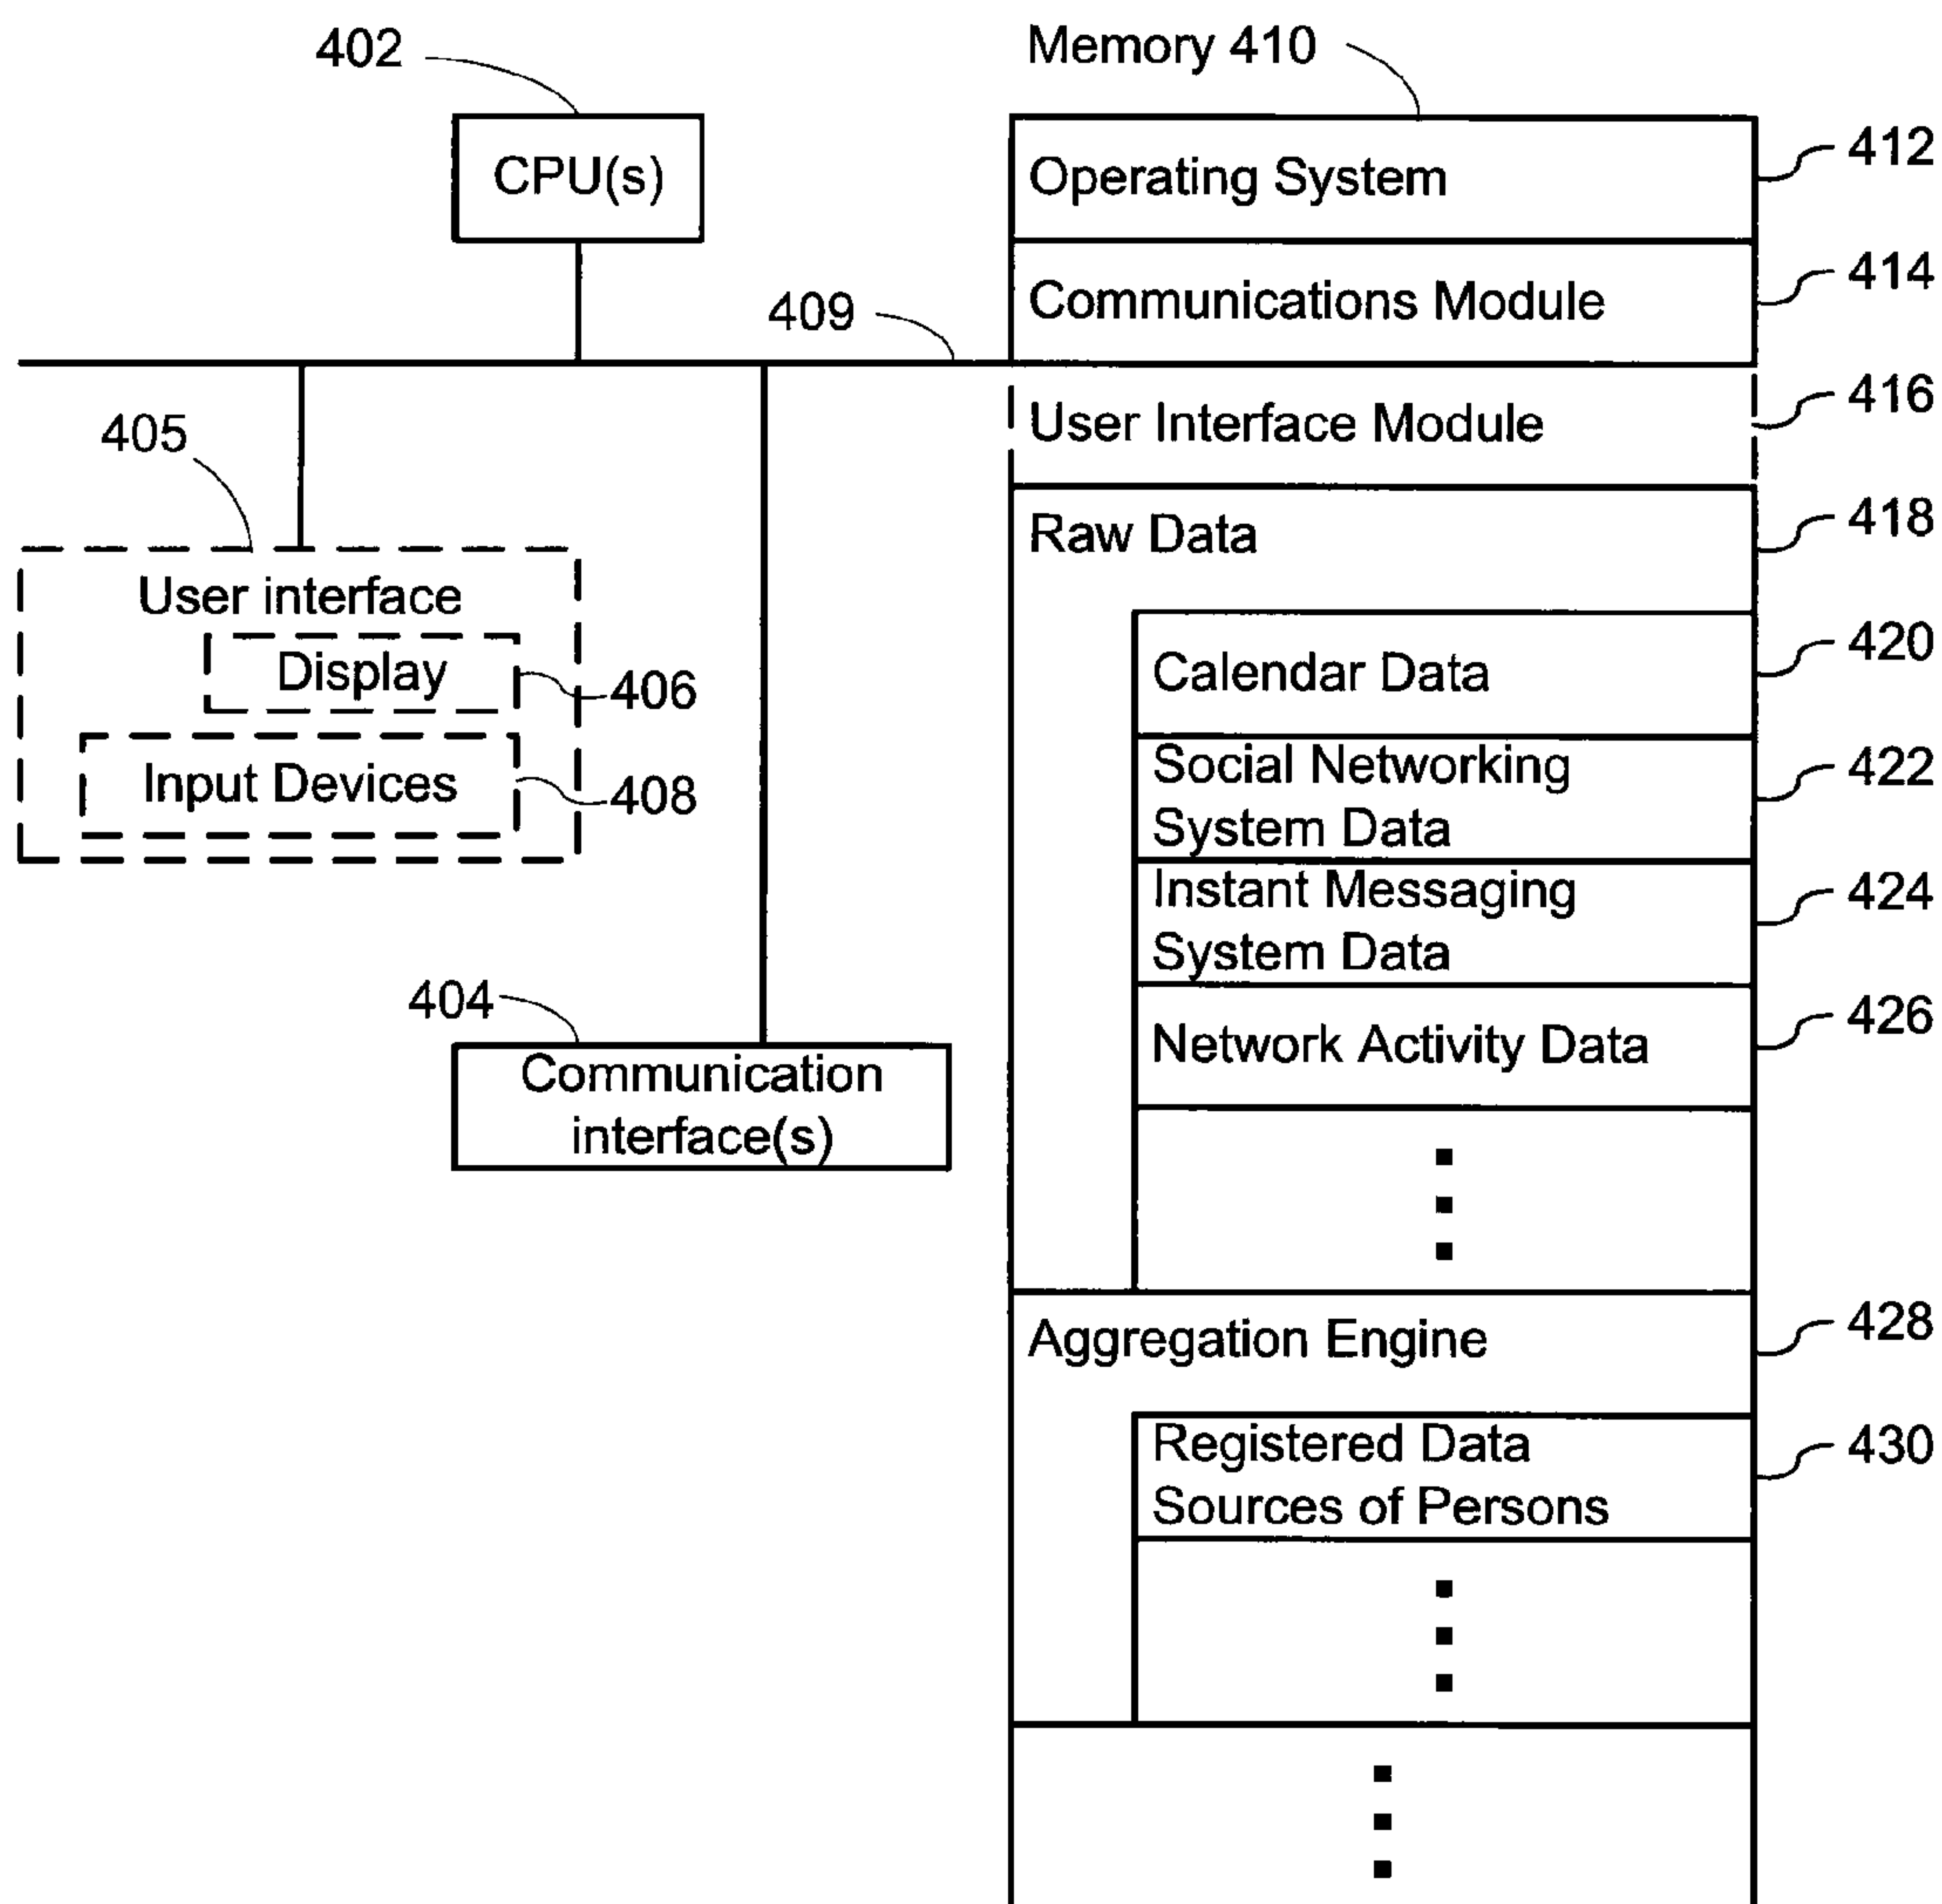 402
CPU(s)
409
405
User interface
Display
406
Input Devices
408
404
Communication
interface(s)
Memory 410
Operating System
412
Communications Module
414
User Interface Module
416
Raw Data
418
Calendar Data
420
Social Networking
System Data
422
Instant Messaging
System Data
424
Network Activity Data
426
Aggregation Engine
428
Registered Data
Sources of Persons
430